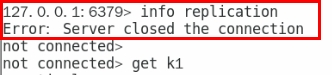 127.0.0.1:6379> info replication
Error: Server closed the connection
not connected>
not connected> get k1